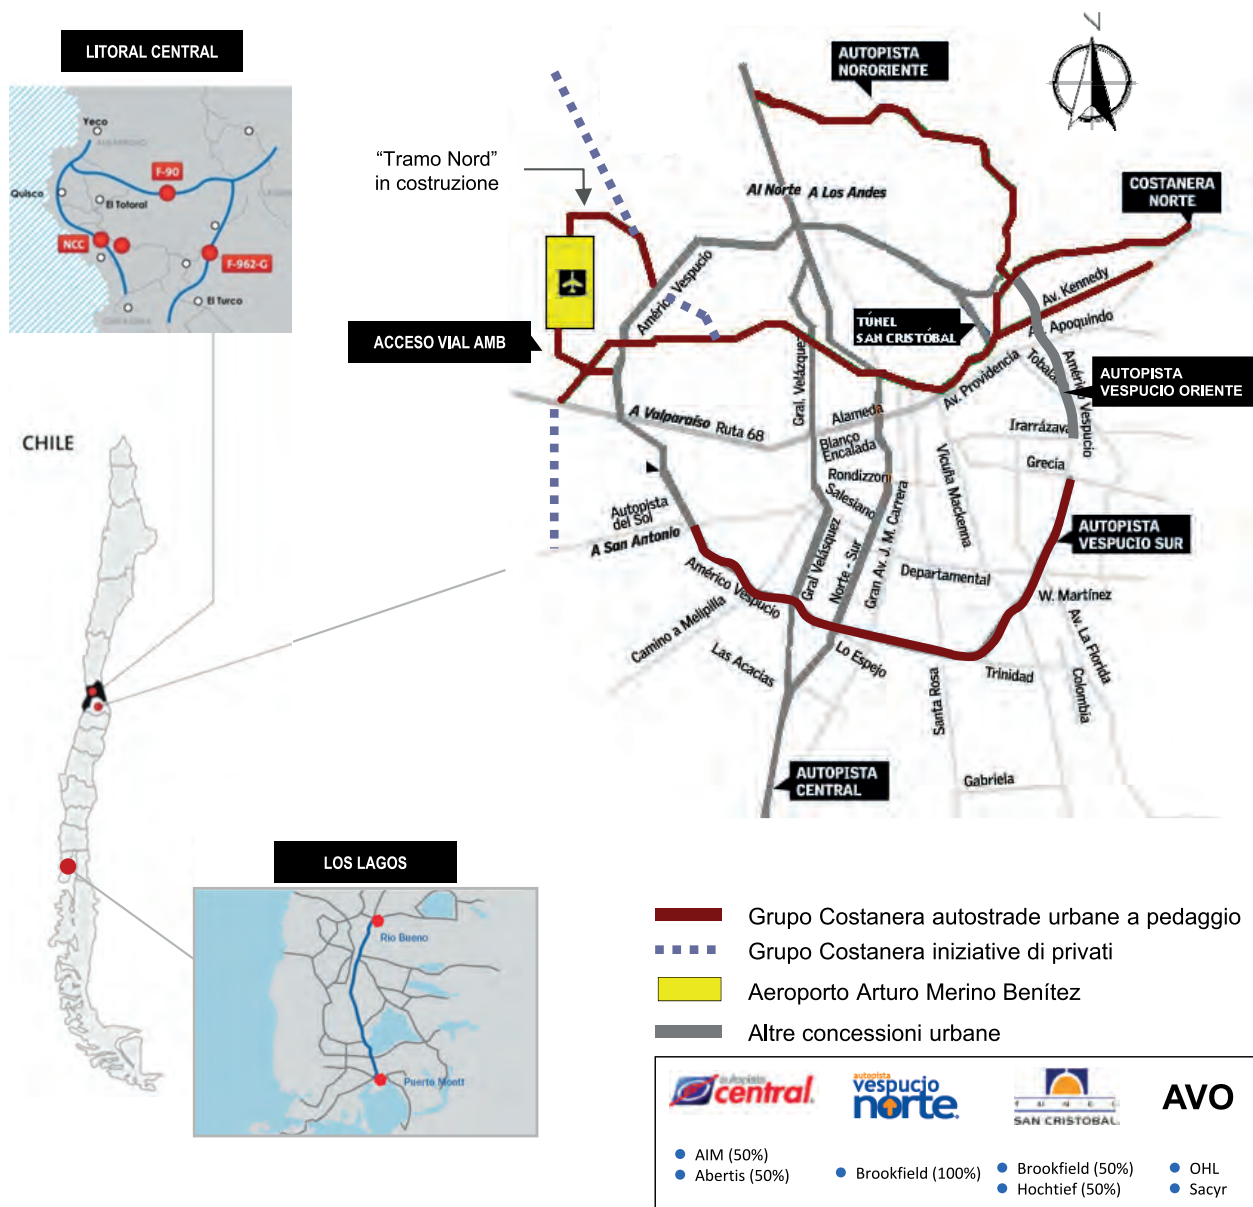 LITORAL CENTRAL
Yeco
F-90
Quisco
El Totoral
NCC
F-962-G
El Turco
CHILE
"Tramo Nord"
in costruzione
AUTOPISTA
NORORIENTE
COSTANERA
NORTE
Al Norte
A Los Andes
Américo Vespucio
ACCESO VIAL AMB
TÚNEL
SAN CRISTÓBAL
Av. Kennedy
Av. Apoquindo
Av. Providencia
Américo Vespucio
AUTOPISTA
VESPUCIO ORIENTE
Gral. Velázquez
A Valparaíso Ruta 68
Alameda
Blanco
Encalada
Rondizzoni
Salesiano
Irarrázaval
Grecia
Vicuña Mackenna
Autopista
del Sol
A San Antonio
AUTOPISTA
VESPUCIO SUR
Américo Vespucio
Gral Velásquez
Norte - Sur
Gran Av. J. M. Carrera
Departamental
W. Martínez
Av. La Florida
Camino a Melipilla
Las Acacias
Lo Espejo
Santa Rosa
Trinidad
Colombia
AUTOPISTA
CENTRAL
Gabriela
LOS LAGOS
Rio Bueno
Puerto Montt
Grupo Costanera autostrade urbane a pedaggio
Grupo Costanera iniziative di privati
Aeroporto Arturo Merino Benítez
Altre concessioni urbane
autopista
central.
autopista
vespucio
norte.
TUNEL
SAN CRISTOBAL
AVO
AIM (50%)
Abertis (50%)
Brookfield (100%)
Brookfield (50%)
Hochtief (50%)
OHL
Sacyr